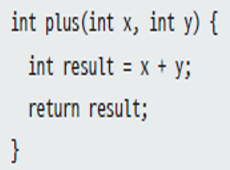 int plus(int x, int y) {
  int result = x + y;
  return result;
}